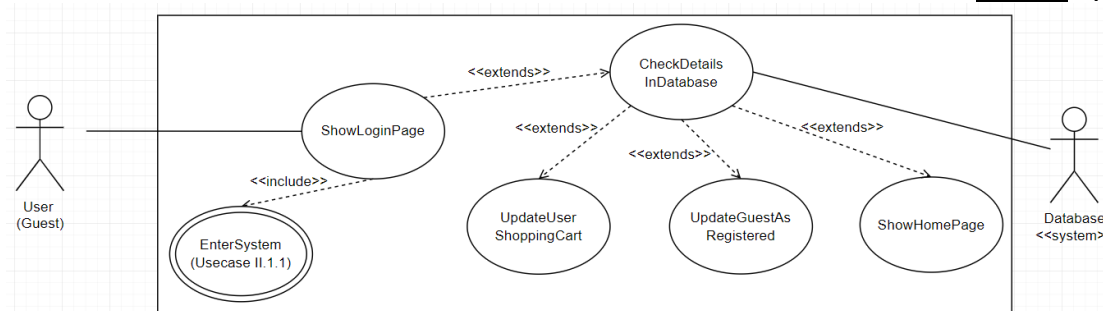 CheckDetails
InDatabase
<<extends>>
ShowLoginPage
<<extends>>
<<extends>>
<<extends>>
<<include>>
User
(Guest)
EnterSystem
(Usecase II.1.1)
UpdateUser
ShoppingCart
UpdateGuestAs
Registered
ShowHomePage
Database
<<system>